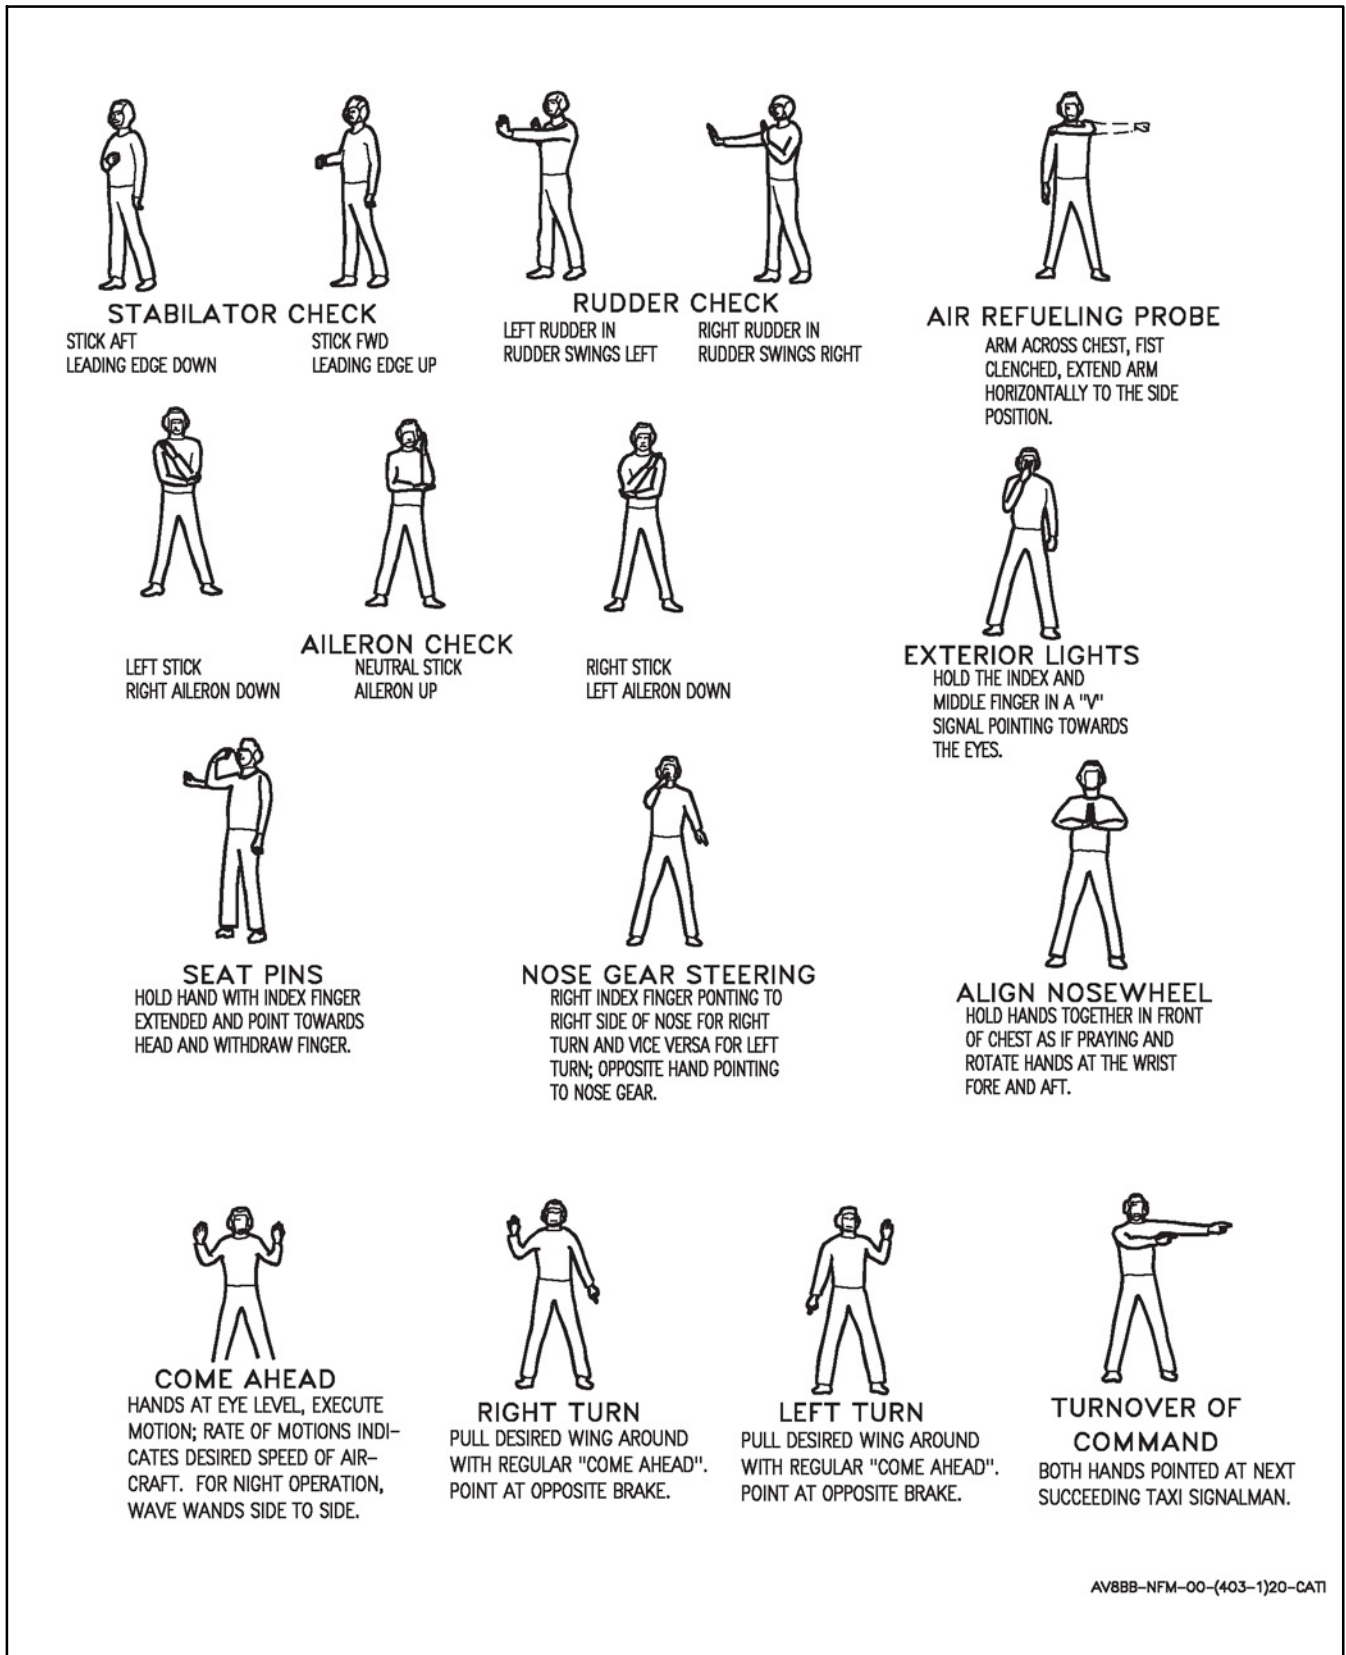 STABILATOR CHECK
STICK AFT
LEADING EDGE DOWN
STICK FWD
LEADING EDGE UP
RUDDER CHECK
LEFT RUDDER IN
RUDDER SWINGS LEFT
RIGHT RUDDER IN
RUDDER SWINGS RIGHT
AIR REFUELING PROBE
ARM ACROSS CHEST, FIST
CLENCHED, EXTEND ARM
HORIZONTALLY TO THE SIDE
POSITION.
AILERON CHECK
LEFT STICK
RIGHT AILERON DOWN
NEUTRAL STICK
AILERON UP
RIGHT STICK
LEFT AILERON DOWN
EXTERIOR LIGHTS
HOLD THE INDEX AND
MIDDLE FINGER IN A "V"
SIGNAL POINTING TOWARDS
THE EYES.
SEAT PINS
HOLD HAND WITH INDEX FINGER
EXTENDED AND POINT TOWARDS
HEAD AND WITHDRAW FINGER.
NOSE GEAR STEERING
RIGHT INDEX FINGER PONTING TO
RIGHT SIDE OF NOSE FOR RIGHT
TURN AND VICE VERSA FOR LEFT
TURN; OPPOSITE HAND POINTING
TO NOSE GEAR.
ALIGN NOSEWHEEL
HOLD HANDS TOGETHER IN FRONT
OF CHEST AS IF PRAYING AND
ROTATE HANDS AT THE WRIST
FORE AND AFT.
COME AHEAD
HANDS AT EYE LEVEL, EXECUTE
MOTION; RATE OF MOTIONS INDI-
CATES DESIRED SPEED OF AIR-
CRAFT. FOR NIGHT OPERATION,
WAVE WANDS SIDE TO SIDE.
RIGHT TURN
PULL DESIRED WING AROUND
WITH REGULAR "COME AHEAD".
POINT AT OPPOSITE BRAKE.
LEFT TURN
PULL DESIRED WING AROUND
WITH REGULAR "COME AHEAD".
POINT AT OPPOSITE BRAKE.
TURNOVER OF
COMMAND
BOTH HANDS POINTED AT NEXT
SUCCEEDING TAXI SIGNALMAN.
AV8BB-NFM-00-(403-1)20-CATI